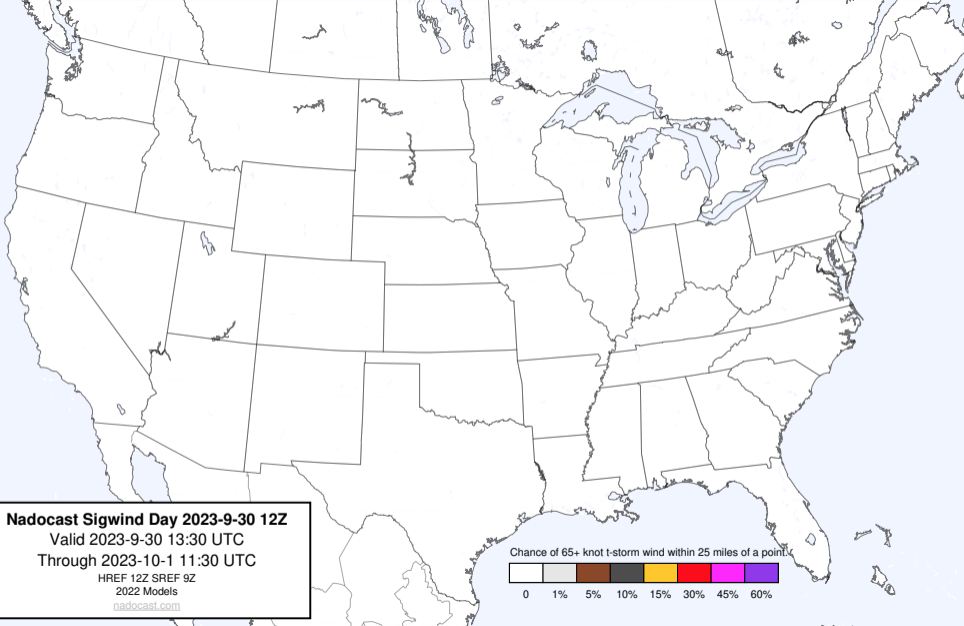 Nadocast Sigwind Day 2023-9-30 12Z
Valid 2023-9-30 13:30 UTC
Through 2023-10-1 11:30 UTC
HREF 12Z SREF 9Z
2022 Models
nadocast.com
Chance of 65+ knot t-storm wind within 25 miles of a point.
0 1% 5% 10% 15% 30% 45% 60%